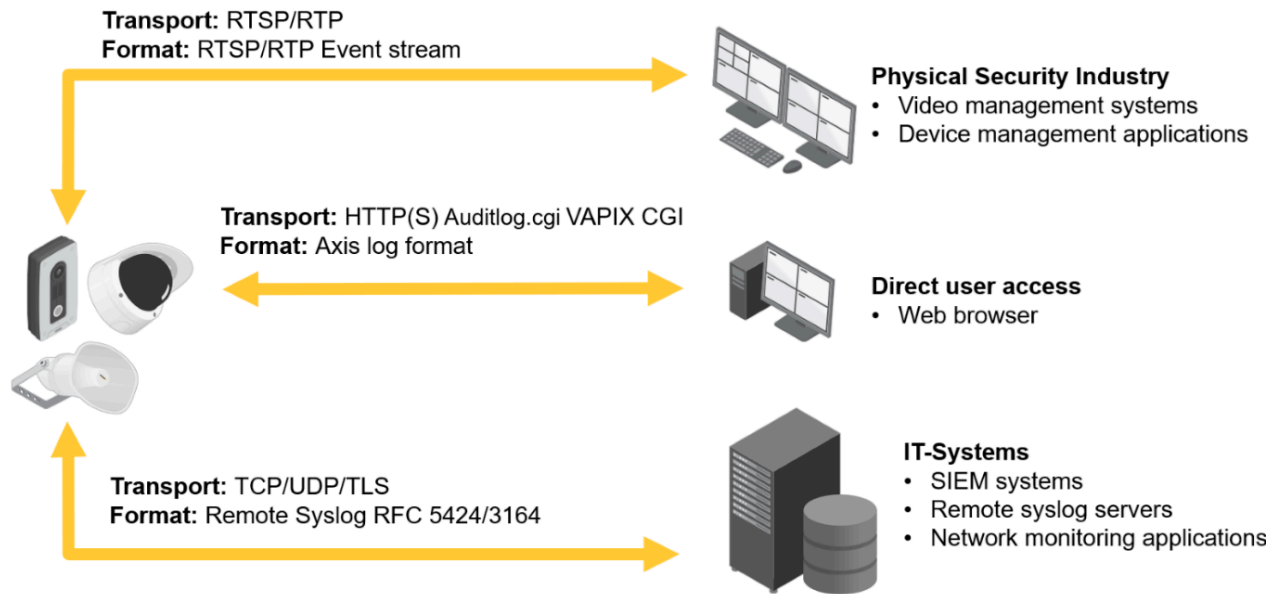 Transport: RTSP/RTP
Format: RTSP/RTP Event stream
Physical Security Industry
• Video management systems
• Device management applications
Transport: HTTP(S) Auditlog.cgi VAPIX CGI
Format: Axis log format
Direct user access
• Web browser
Transport: TCP/UDP/TLS
Format: Remote Syslog RFC 5424/3164
IT-Systems
• SIEM systems
• Remote syslog servers
• Network monitoring applications